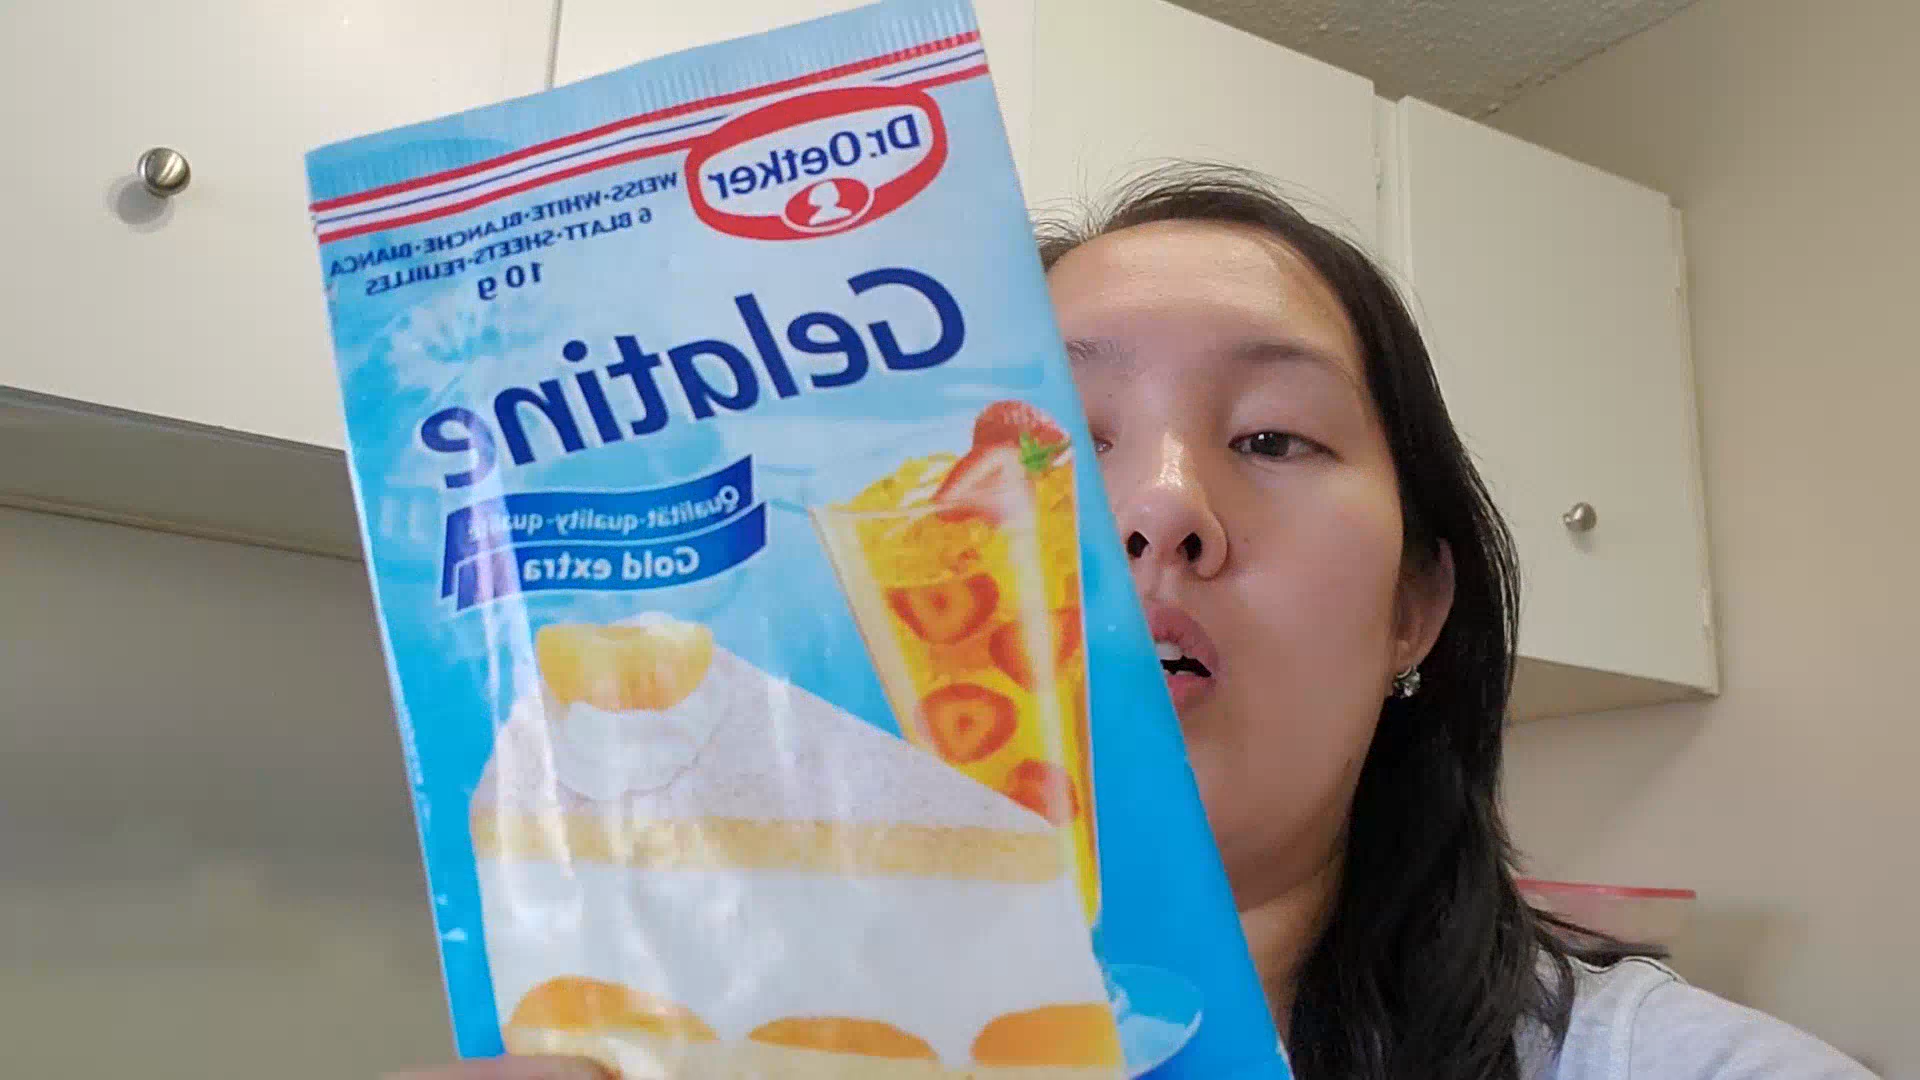 Dr.Oetker
WEISS·WHITE·BLANCHE·BIANCA
6 BLATT·SHEETS·FEUILLES
10 g
Gelatine
Qualität-quality-qualité
Gold extra